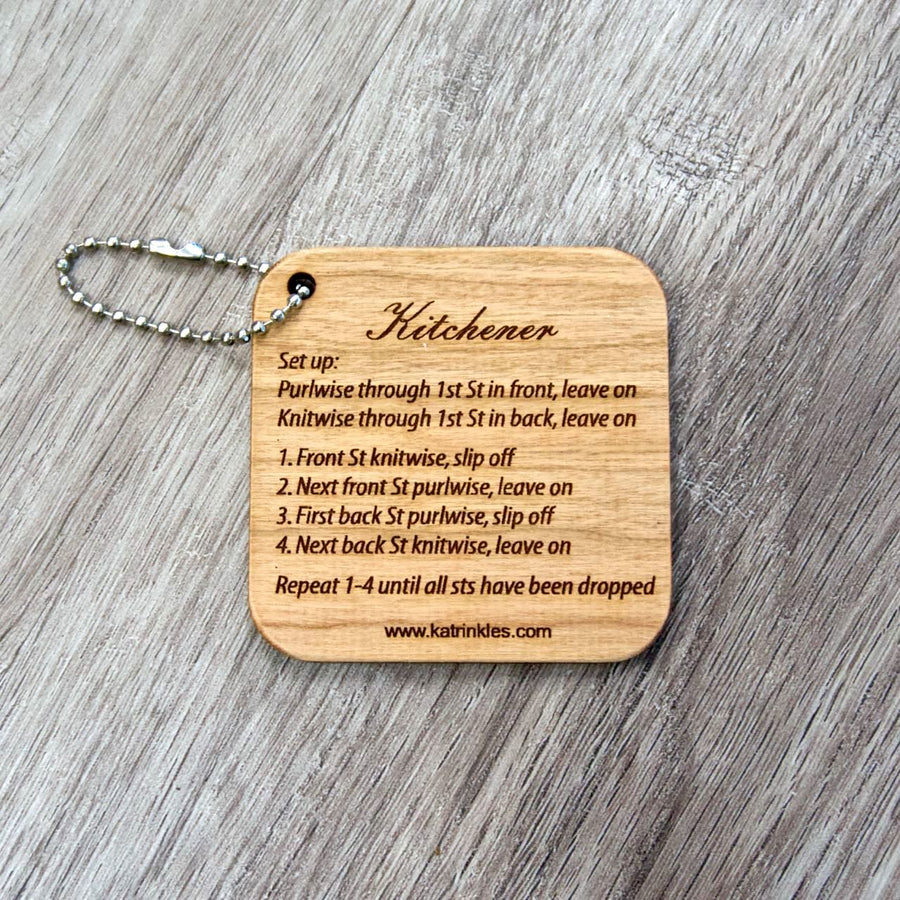 Kitchener
Set up:
Purlwise through 1st St in front, leave on
Knitwise through 1st St in back, leave on
1. Front St knitwise, slip off
2. Next front St purlwise, leave on
3. First back St purlwise, slip off
4. Next back St knitwise, leave on
Repeat 1-4 until all sts have been dropped
www.katrinkles.com